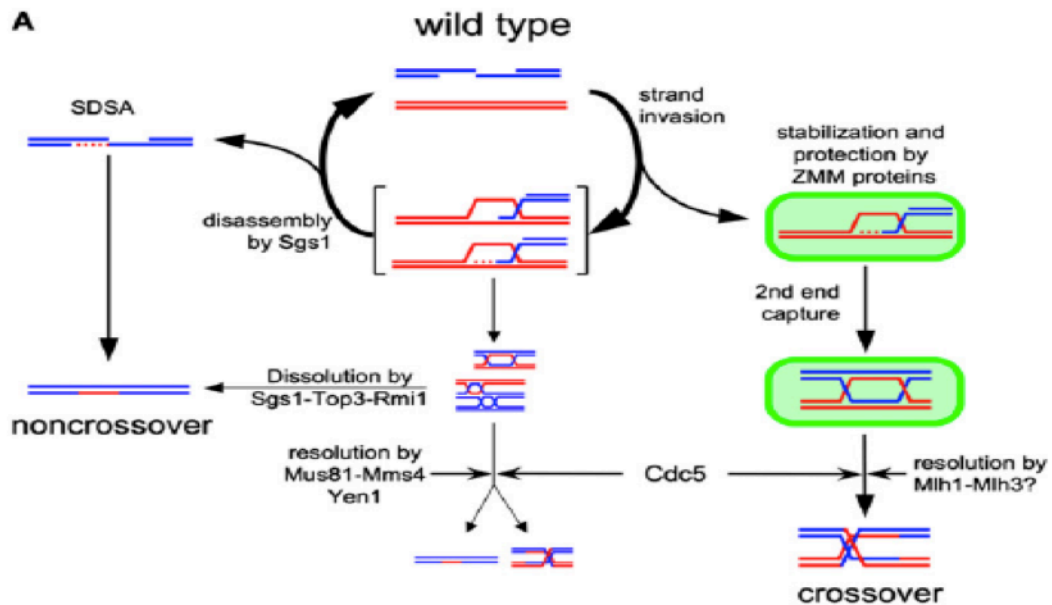 A
wild type
SDSA
strand
invasion
stabilization and
protection by
ZMM proteins
disassembly
by Sgs1
2nd end
capture
Dissolution by
Sgs1-Top3-Rmi1
noncrossover
resolution by
Mus81-Mms4
Yen1
Cdc5
resolution by
Mlh1-Mlh3?
crossover